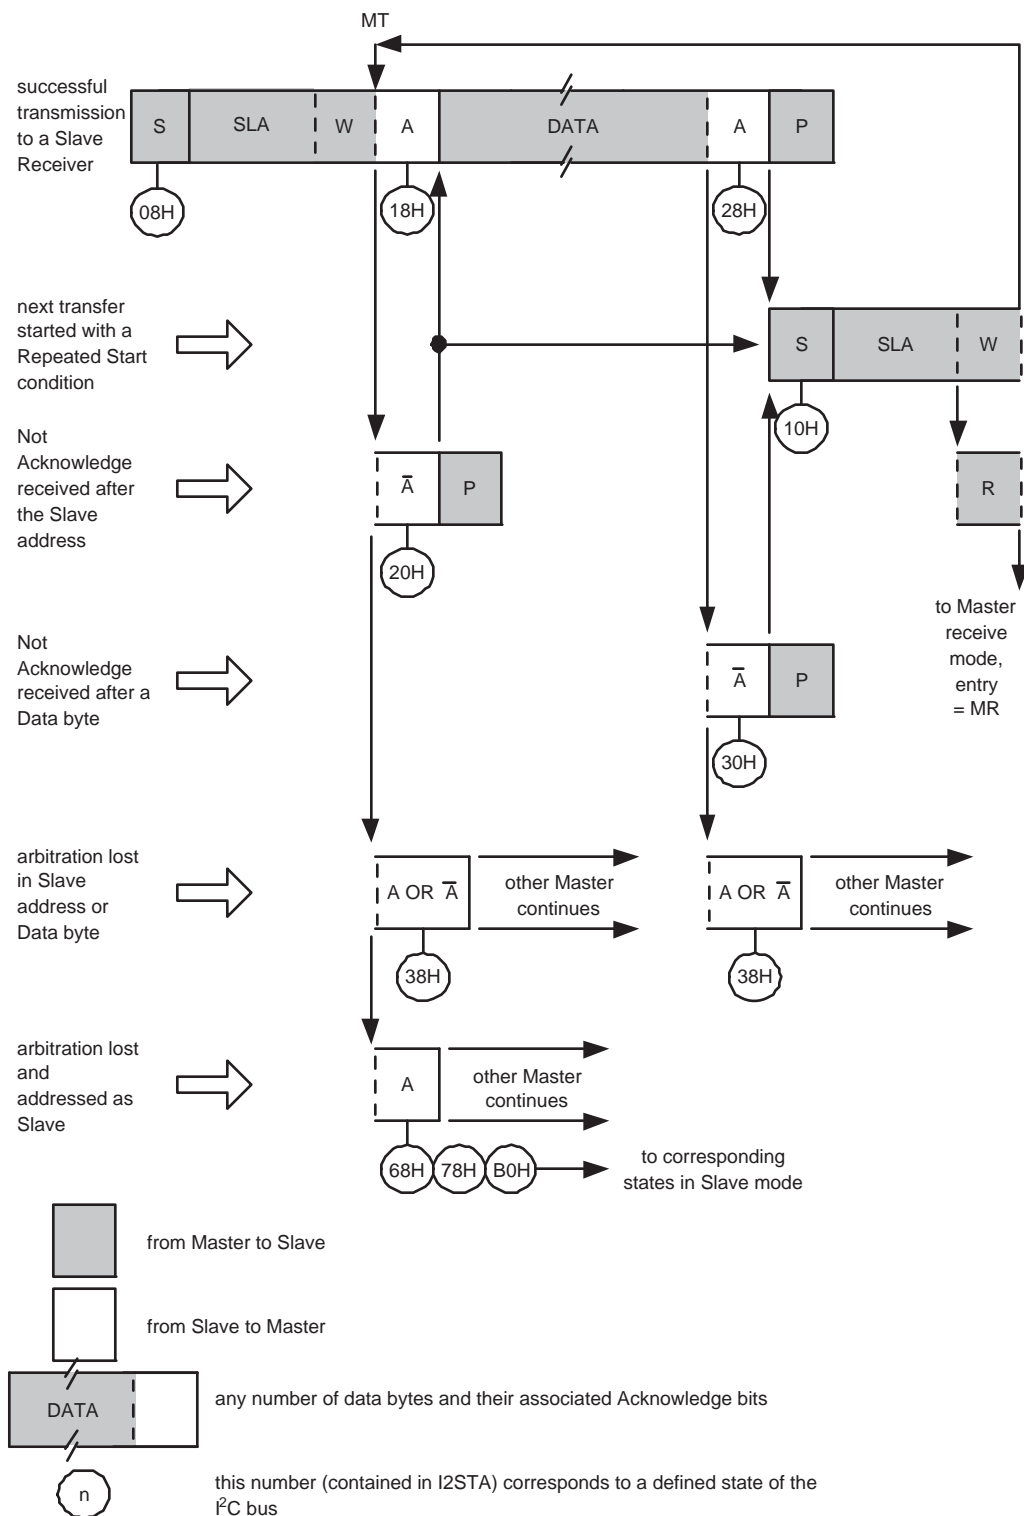 MT
successful
transmission
to a Slave
Receiver
S SLA W A DATA A P
08H 18H 28H
next transfer
started with a
Repeated Start
condition
S SLA W
10H
Not
Acknowledge
received after
the Slave
address
A̅ P
R
20H
to Master
receive
mode,
entry
= MR
Not
Acknowledge
received after a
Data byte
A̅ P
30H
arbitration lost
in Slave
address or
Data byte
A OR A̅
other Master
continues
A OR A̅
other Master
continues
38H 38H
arbitration lost
and
addressed as
Slave
A
other Master
continues
68H 78H B0H
to corresponding
states in Slave mode
from Master to Slave
from Slave to Master
DATA
any number of data bytes and their associated Acknowledge bits
n
this number (contained in I2STA) corresponds to a defined state of the
I²C bus